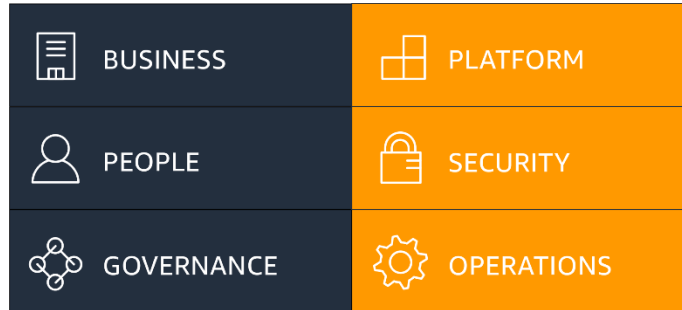 BUSINESS
PLATFORM
PEOPLE
SECURITY
GOVERNANCE
OPERATIONS